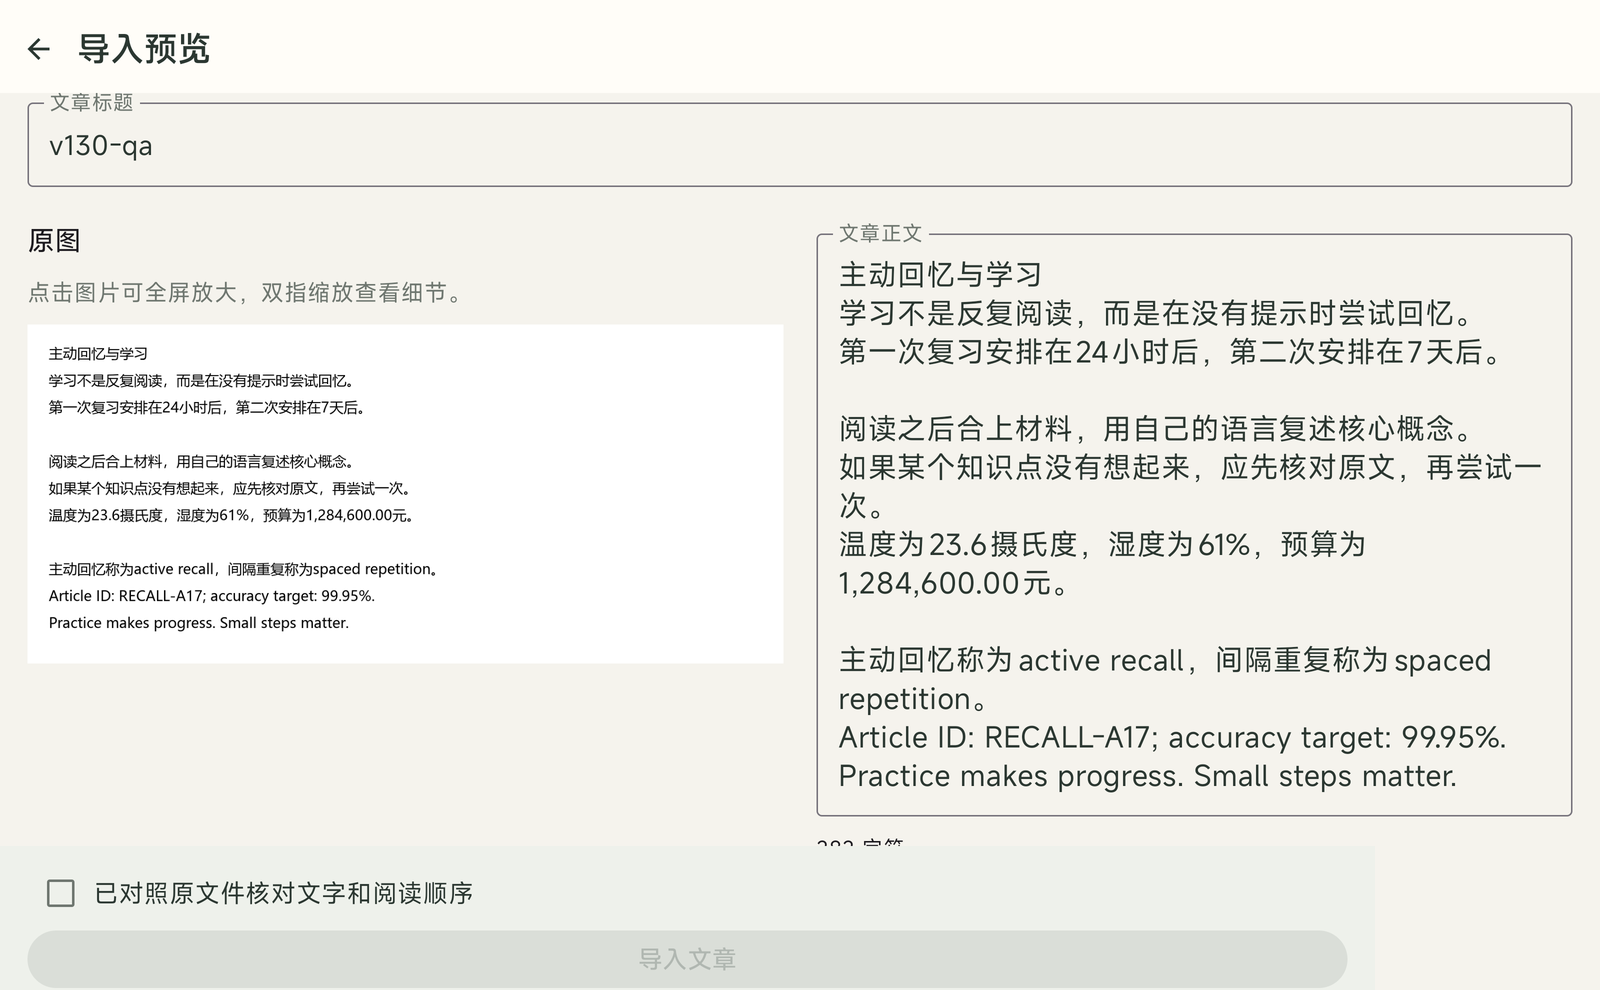 导入预览
文章标题
v130-qa
原图
点击图片可全屏放大，双指缩放查看细节。
主动回忆与学习
学习不是反复阅读，而是在没有提示时尝试回忆。
第一次复习安排在24小时后，第二次安排在7天后。
阅读之后合上材料，用自己的语言复述核心概念。
如果某个知识点没有想起来，应先核对原文，再尝试一次。
温度为23.6摄氏度，湿度为61%，预算为1,284,600.00元。
主动回忆称为active recall，间隔重复称为spaced repetition。
Article ID: RECALL-A17; accuracy target: 99.95%.
Practice makes progress. Small steps matter.
文章正文
主动回忆与学习
学习不是反复阅读，而是在没有提示时尝试回忆。
第一次复习安排在24小时后，第二次安排在7天后。
阅读之后合上材料，用自己的语言复述核心概念。
如果某个知识点没有想起来，应先核对原文，再尝试一
次。
温度为23.6摄氏度，湿度为61%，预算为
1,284,600.00元。
主动回忆称为active recall，间隔重复称为spaced
repetition。
Article ID: RECALL-A17; accuracy target: 99.95%.
Practice makes progress. Small steps matter.
已对照原文件核对文字和阅读顺序
导入文章